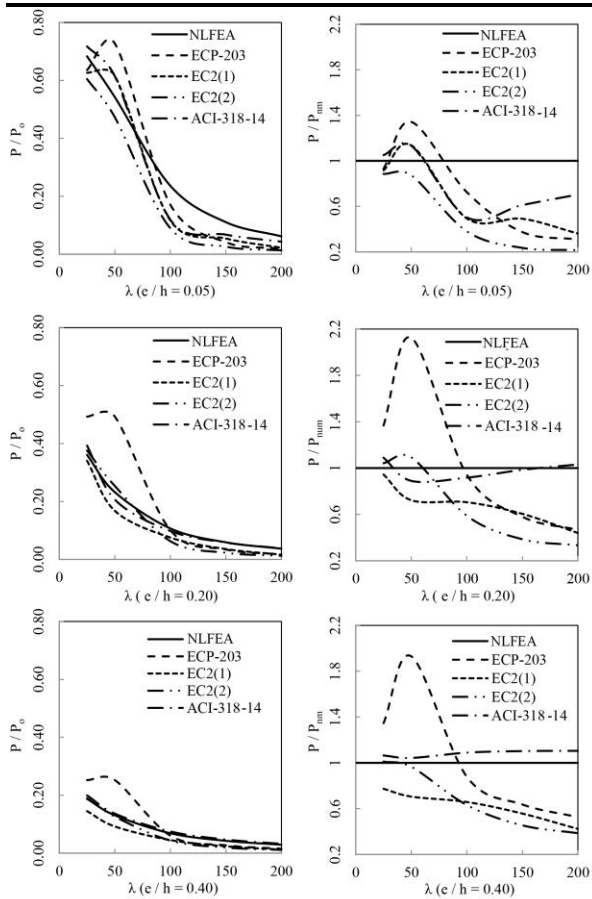 P / Po
0.80
0.60
0.40
0.20
0.00
NLFEA
ECP-203
EC2(1)
EC2(2)
ACI-318-14
0 50 100 150 200
λ (e / h = 0.05)
P / Pnm
2.2
1.8
1.4
1
0.6
0.2
NLFEA
ECP-203
EC2(1)
EC2(2)
ACI-318-14
0 50 100 150 200
λ (e / h = 0.05)
P / Po
0.80
0.60
0.40
0.20
0.00
NLFEA
ECP-203
EC2(1)
EC2(2)
ACI-318-14
0 50 100 150 200
λ ( e / h = 0.20)
P / Pnum
2.2
1.8
1.4
1
0.6
0.2
NLFEA
ECP-203
EC2(1)
EC2(2)
ACI-318-14
0 50 100 150 200
λ ( e / h = 0.20)
P / Po
0.80
0.60
0.40
0.20
0.00
NLFEA
ECP-203
EC2(1)
EC2(2)
ACI-318-14
0 50 100 150 200
λ (e / h = 0.40)
P / Pnm
2.2
1.8
1.4
1
0.6
0.2
NLFEA
ECP-203
EC2(1)
EC2(2)
ACI-318-14
0 50 100 150 200
λ (e / h = 0.40)